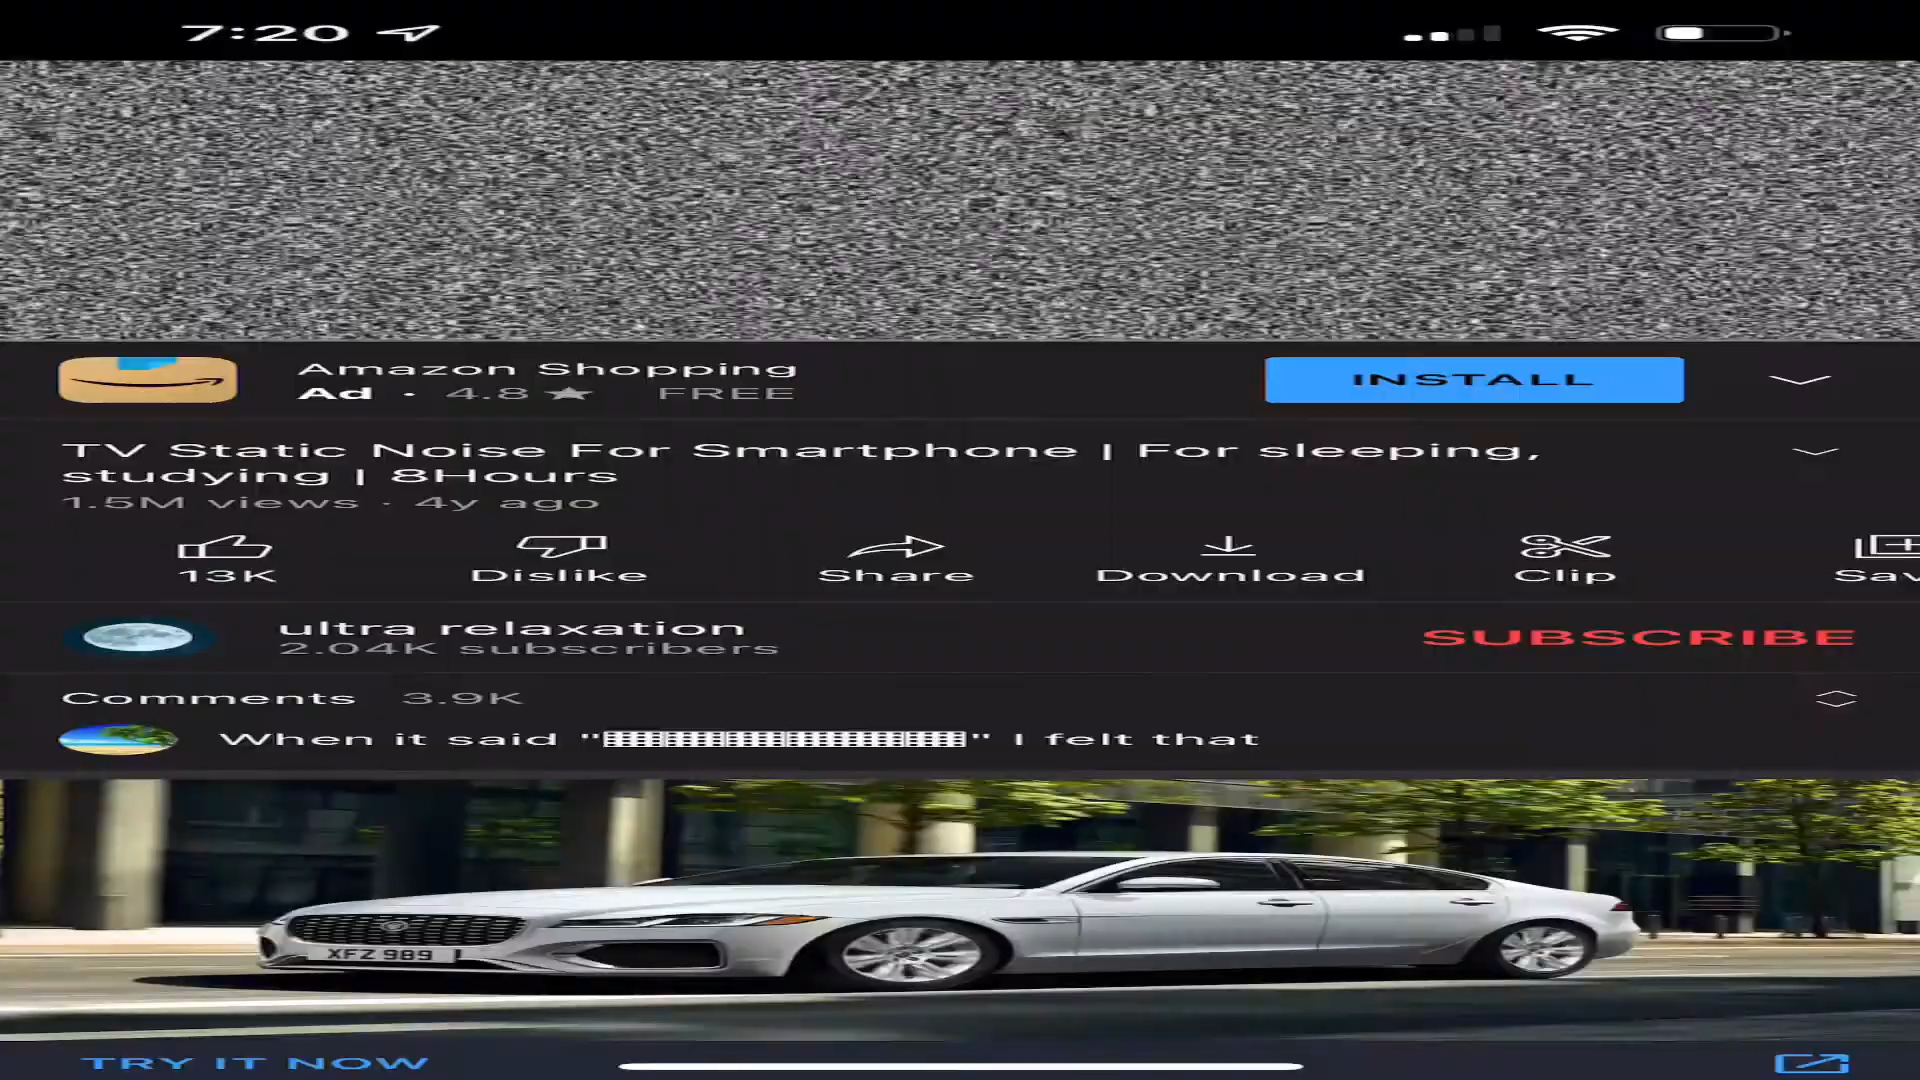 7:20
Amazon Shopping
Ad · 4.8 ★ FREE
INSTALL
TV Static Noise For Smartphone | For sleeping,
studying | 8Hours
1.5M views · 4y ago
13K
Dislike
Share
Download
Clip
Sav
ultra relaxation
2.04K subscribers
SUBSCRIBE
Comments 3.9K
When it said "▦▦▦▦▦▦▦▦▦▦▦▦" I felt that
XFZ 989
TRY IT NOW